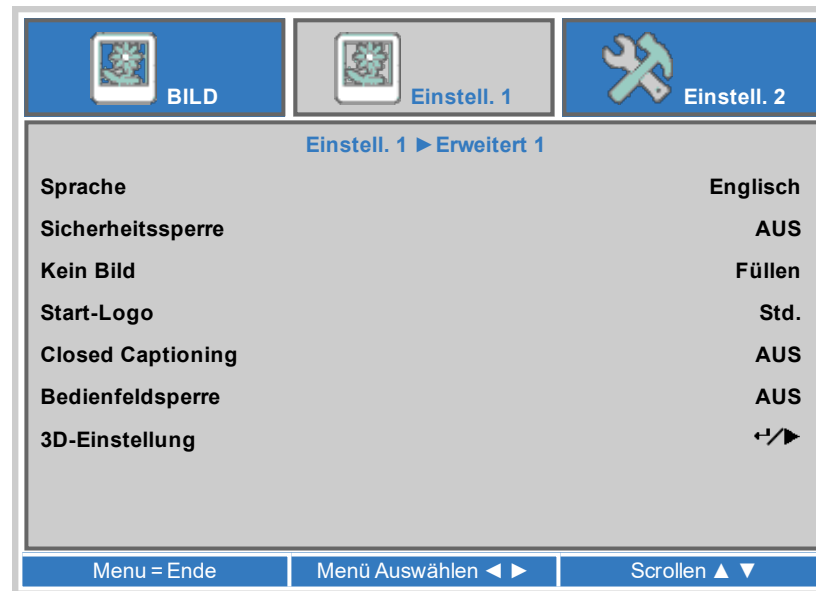 BILD Einstell. 1 Einstell. 2
Einstell. 1 ►Erweitert 1
Sprache Englisch
Sicherheitssperre AUS
Kein Bild Füllen
Start-Logo Std.
Closed Captioning AUS
Bedienfeldsperre AUS
3D-Einstellung ↵/►
Menu = Ende Menü Auswählen ◄ ► Scrollen ▲ ▼